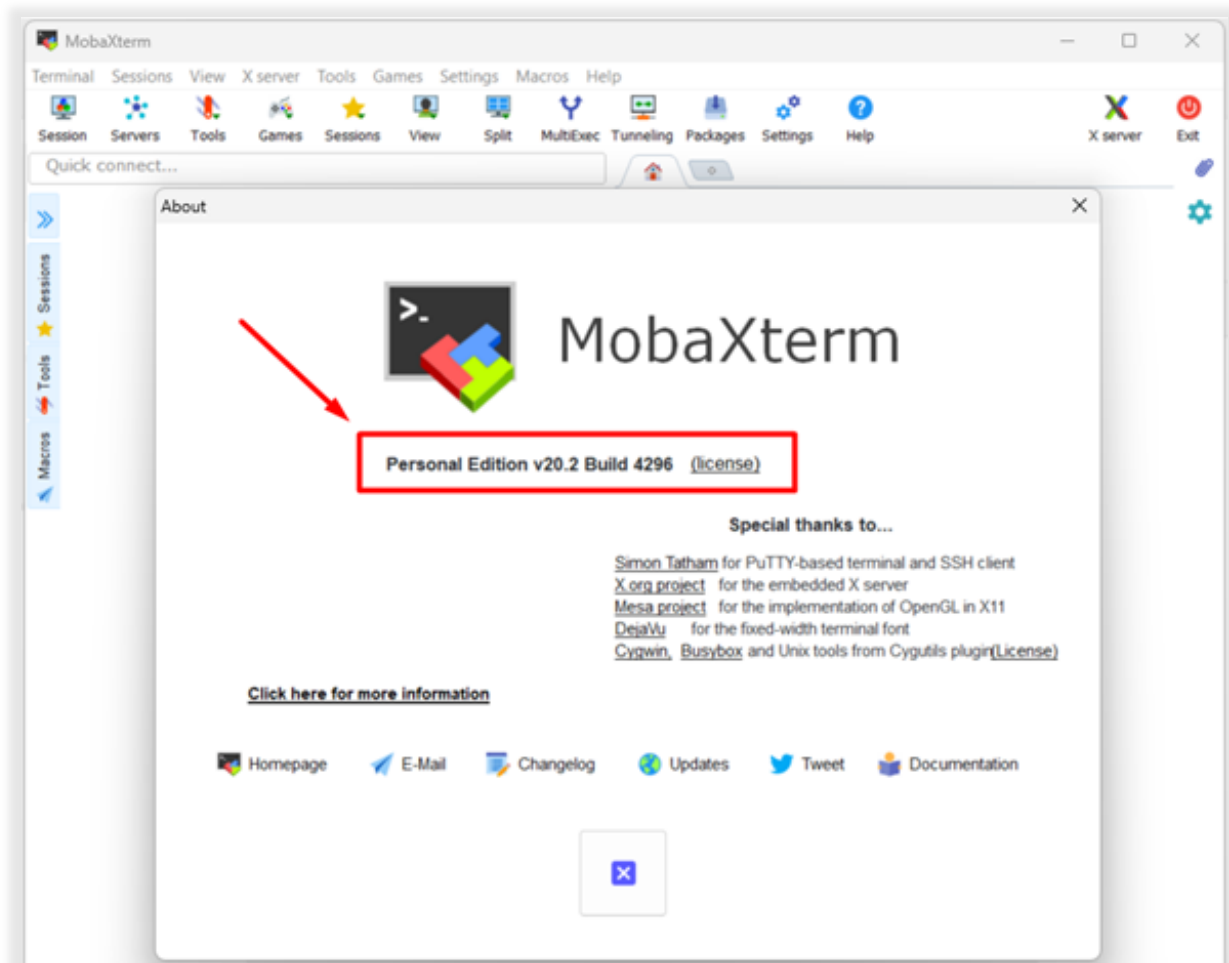 MobaXterm
Terminal Sessions View X server Tools Games Settings Macros Help
Session Servers Tools Games Sessions View Split MultiExec Tunneling Packages Settings Help X server Exit
Quick connect...
About
Sessions
Tools
Macros
>_
MobaXterm
Personal Edition v20.2 Build 4296 (license)
Special thanks to...
Simon Tatham for PuTTY-based terminal and SSH client
X.org project for the embedded X server
Mesa project for the implementation of OpenGL in X11
DejaVu for the fixed-width terminal font
Cygwin, Busybox and Unix tools from Cygutils plugin(License)
Click here for more information
Homepage E-Mail Changelog Updates Tweet Documentation